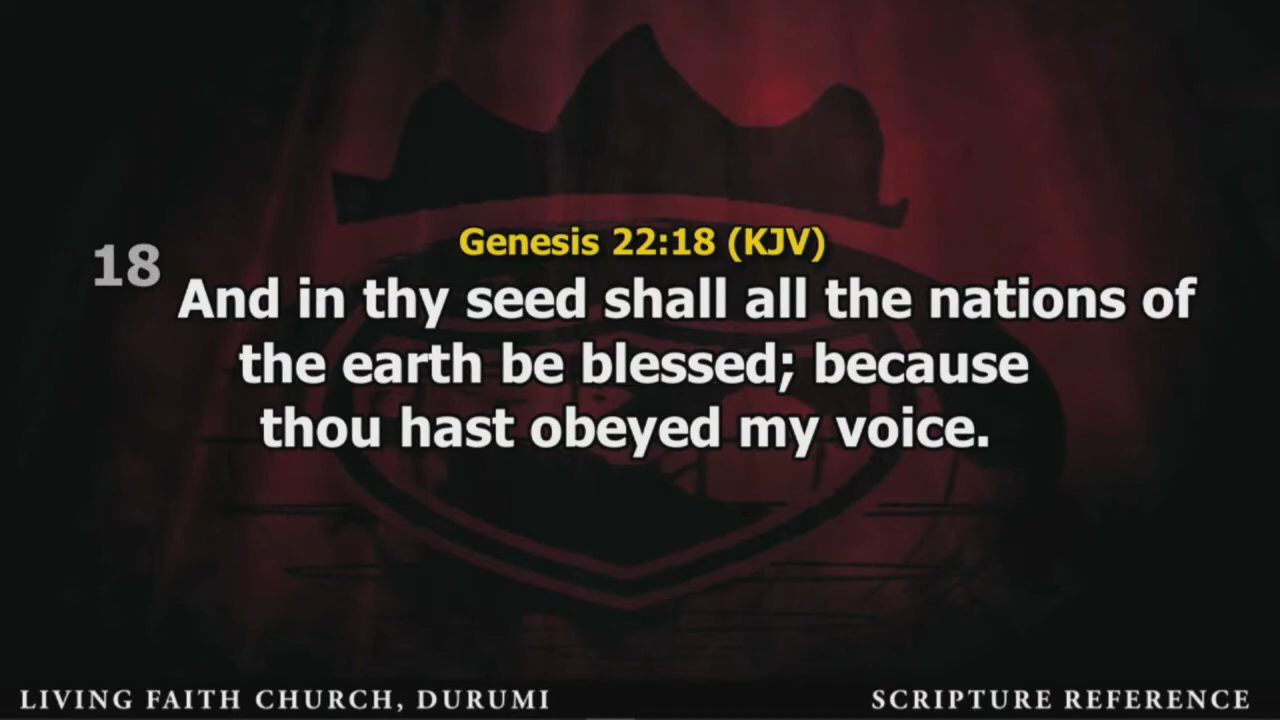 Genesis 22:18 (KJV)
18 And in thy seed shall all the nations of
the earth be blessed; because
thou hast obeyed my voice.
LIVING FAITH CHURCH, DURUMI
SCRIPTURE REFERENCE